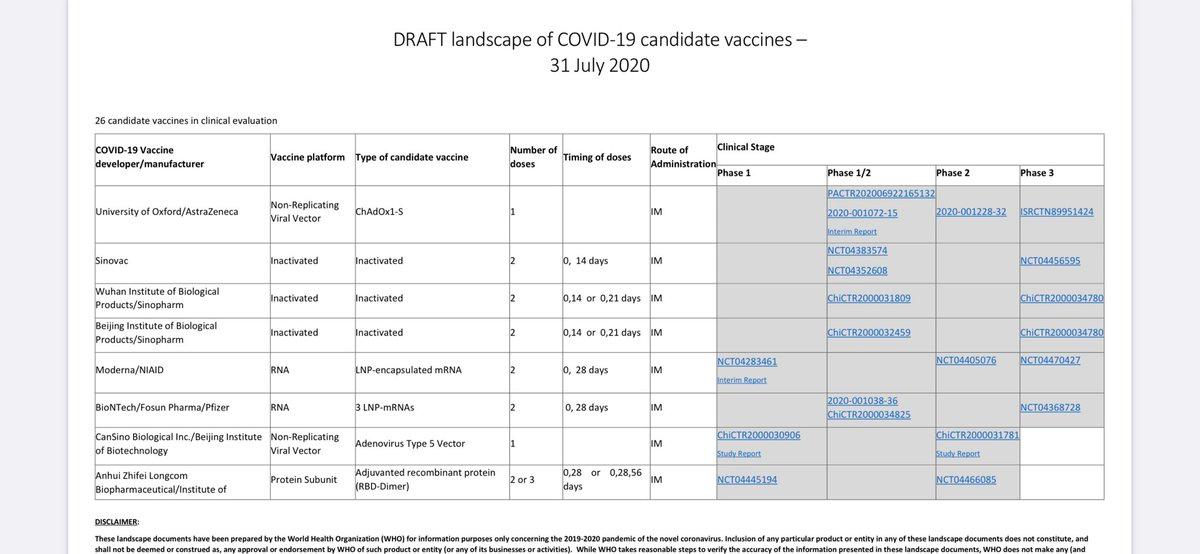 DRAFT landscape of COVID-19 candidate vaccines –
31 July 2020
26 candidate vaccines in clinical evaluation
COVID-19 Vaccine developer/manufacturer Vaccine platform Type of candidate vaccine Number of doses Timing of doses Route of Administration Clinical Stage
Phase 1 Phase 1/2 Phase 2 Phase 3
University of Oxford/AstraZeneca Non-Replicating Viral Vector ChAdOx1-S 1 IM PACTR202006922165132 2020-001072-15 Interim Report 2020-001228-32 ISRCTN89951424
Sinovac Inactivated Inactivated 2 0, 14 days IM NCT04383574 NCT04352608 NCT04456595
Wuhan Institute of Biological Products/Sinopharm Inactivated Inactivated 2 0,14 or 0,21 days IM ChiCTR2000031809 ChiCTR2000034780
Beijing Institute of Biological Products/Sinopharm Inactivated Inactivated 2 0,14 or 0,21 days IM ChiCTR2000032459 ChiCTR2000034780
Moderna/NIAID RNA LNP-encapsulated mRNA 2 0, 28 days IM NCT04283461 Interim Report NCT04405076 NCT04470427
BioNTech/Fosun Pharma/Pfizer RNA 3 LNP-mRNAs 2 0, 28 days IM 2020-001038-36 ChiCTR2000034825 NCT04368728
CanSino Biological Inc./Beijing Institute of Biotechnology Non-Replicating Viral Vector Adenovirus Type 5 Vector 1 IM ChiCTR2000030906 Study Report ChiCTR2000031781 Study Report
Anhui Zhifei Longcom Biopharmaceutical/Institute of Protein Subunit Adjuvanted recombinant protein (RBD-Dimer) 2 or 3 0,28 or 0,28,56 days IM NCT04445194 NCT04466085
DISCLAIMER:
These landscape documents have been prepared by the World Health Organization (WHO) for information purposes only concerning the 2019-2020 pandemic of the novel coronavirus. Inclusion of any particular product or entity in any of these landscape documents does not constitute, and
shall not be deemed or construed as, any approval or endorsement by WHO of such product or entity (or any of its businesses or activities). While WHO takes reasonable steps to verify the accuracy of the information presented in these landscape documents, WHO does not make any (and